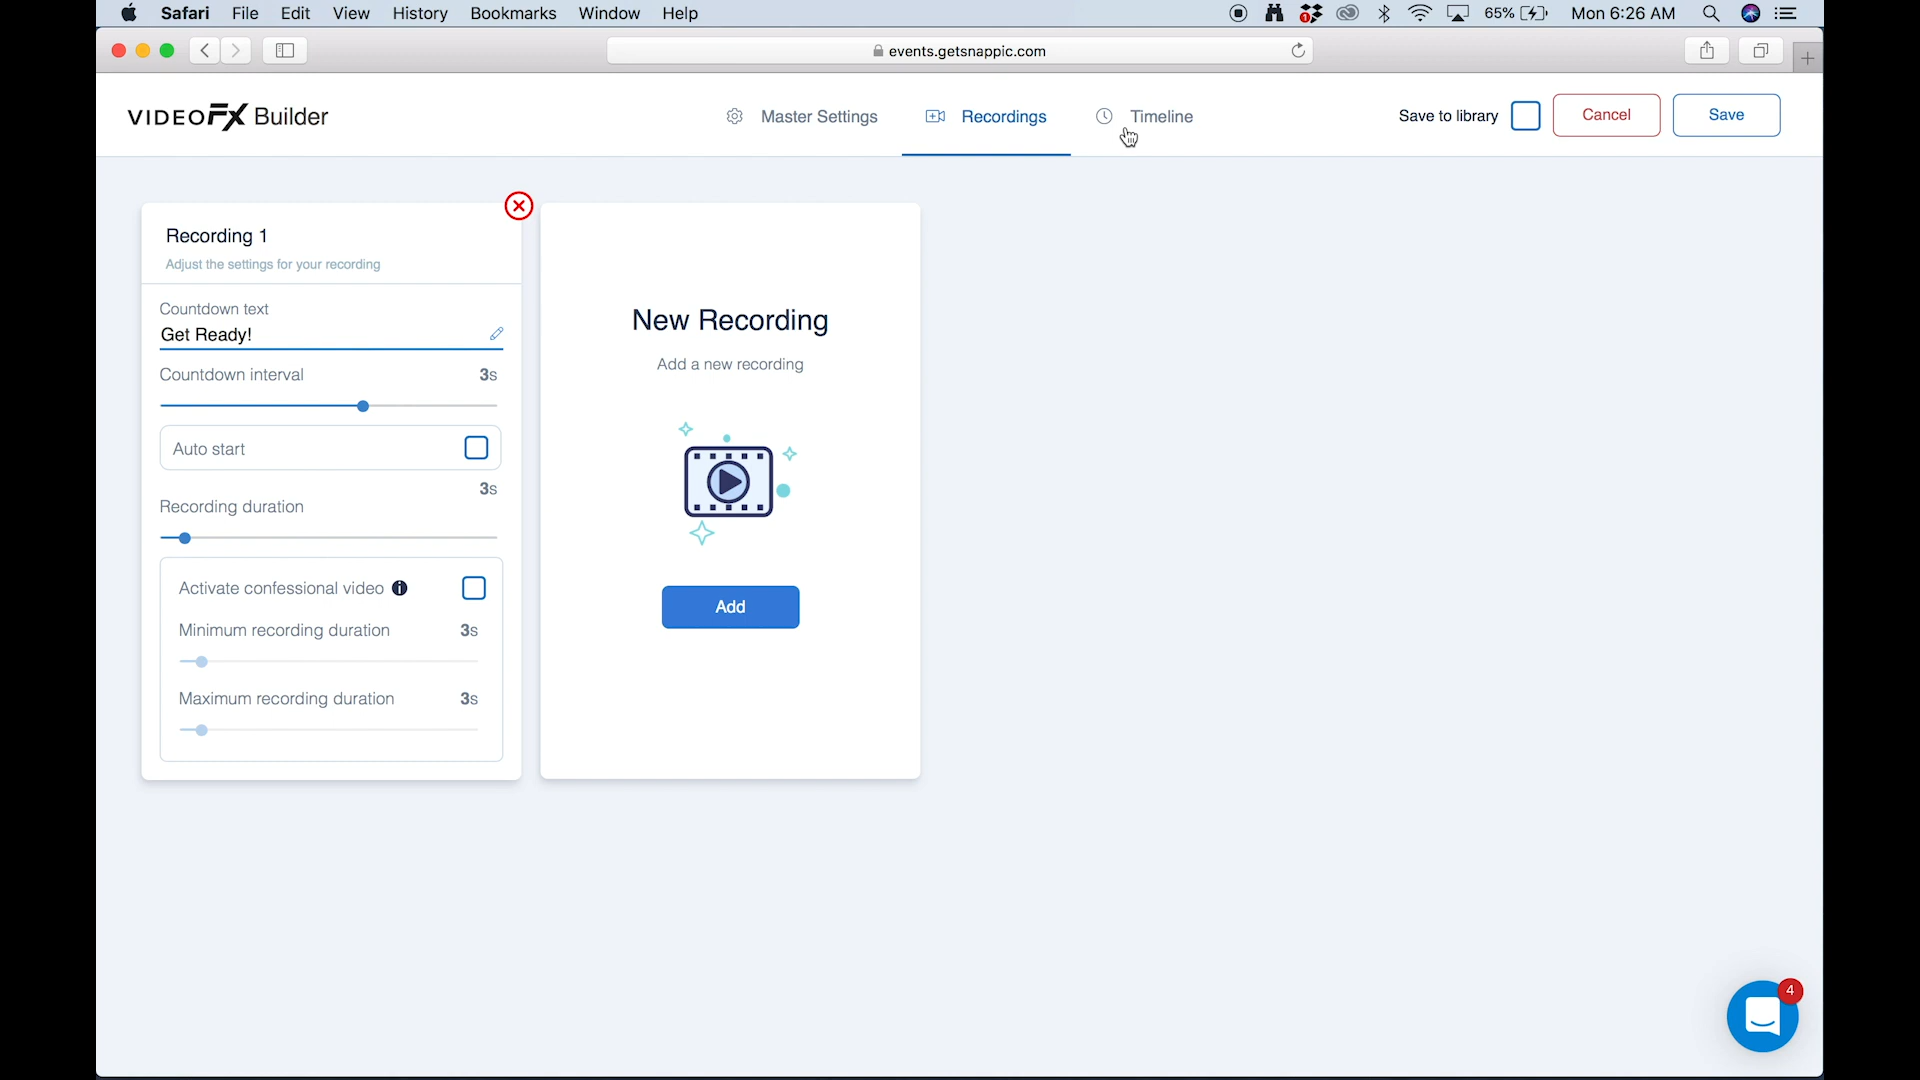 Safari File Edit View History Bookmarks Window Help 1 65% Mon 6:26 AM
events.getsnappic.com
VIDEOFX Builder Master Settings Recordings Timeline Save to library Cancel Save
Recording 1
Adjust the settings for your recording
Countdown text
Get Ready!
Countdown interval 3s
Auto start
3s
Recording duration
Activate confessional video i
Minimum recording duration 3s
Maximum recording duration 3s
New Recording
Add a new recording
Add
4